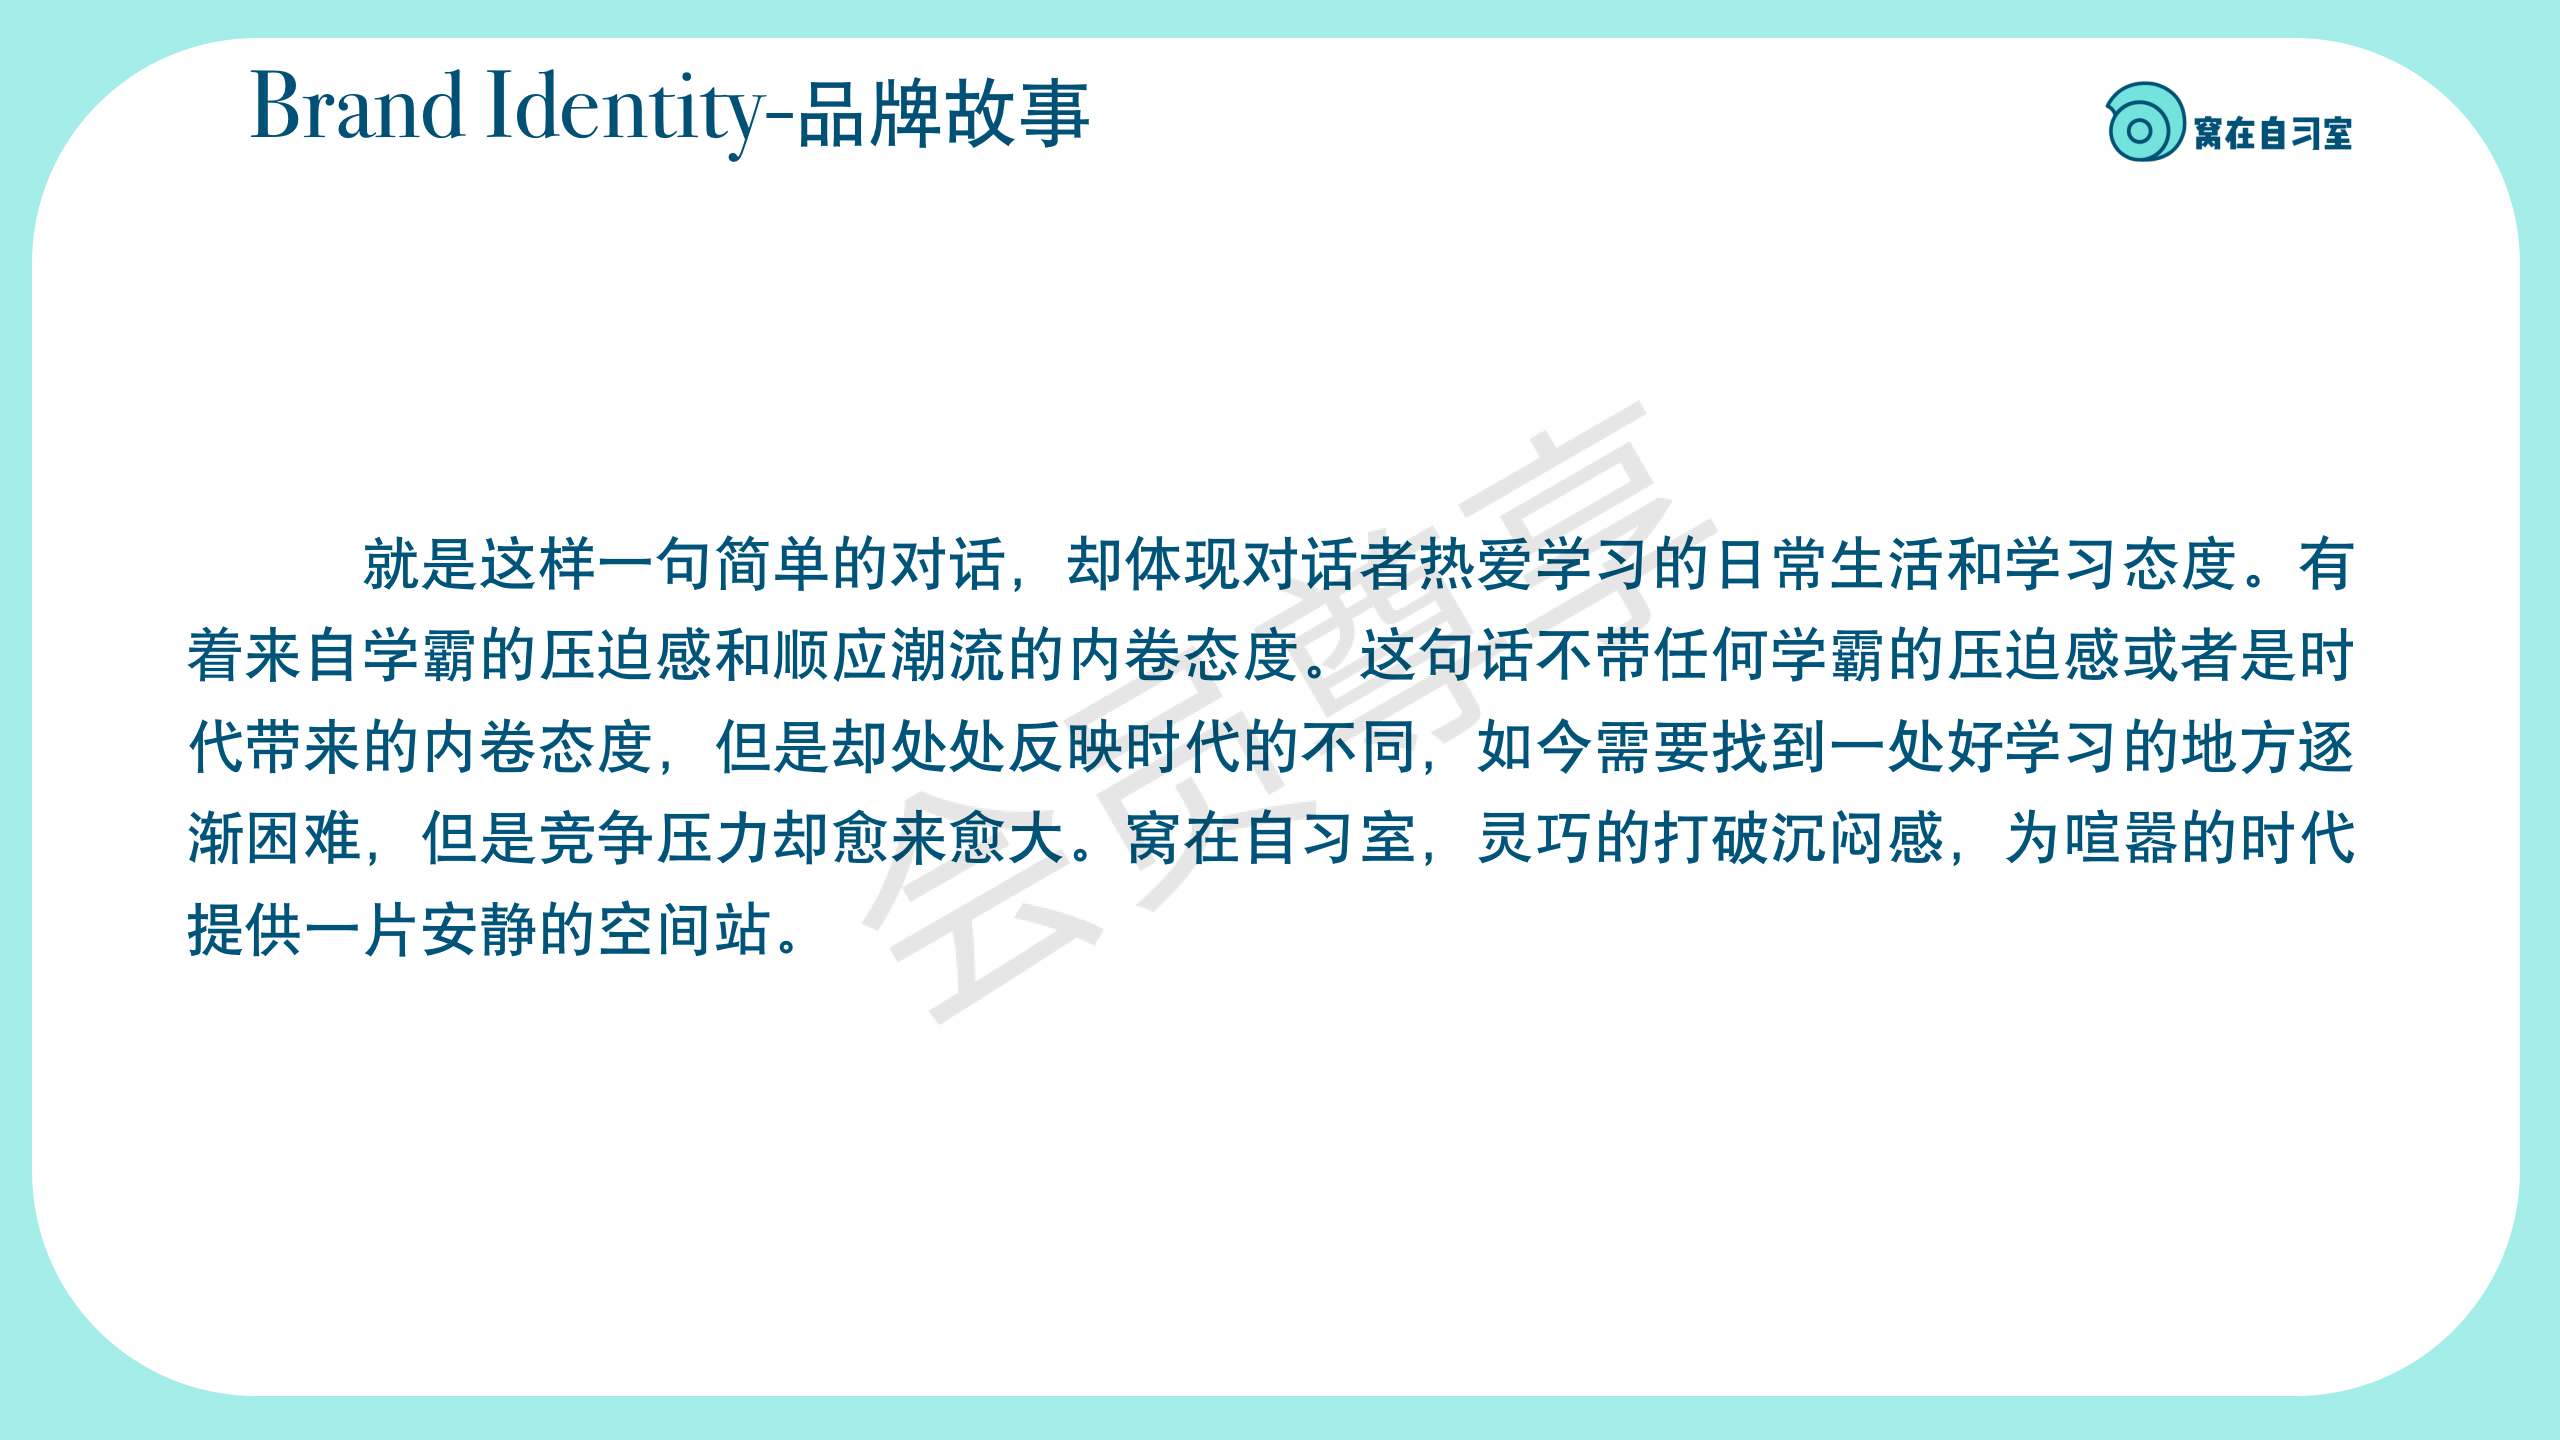 Brand Identity-品牌故事
窝在自习室
就是这样一句简单的对话，却体现对话者热爱学习的日常生活和学习态度。有
着来自学霸的压迫感和顺应潮流的内卷态度。这句话不带任何学霸的压迫感或者是时
代带来的内卷态度，但是却处处反映时代的不同，如今需要找到一处好学习的地方逐
渐困难，但是竞争压力却愈来愈大。窝在自习室，灵巧的打破沉闷感，为喧嚣的时代
提供一片安静的空间站。
会员尊享